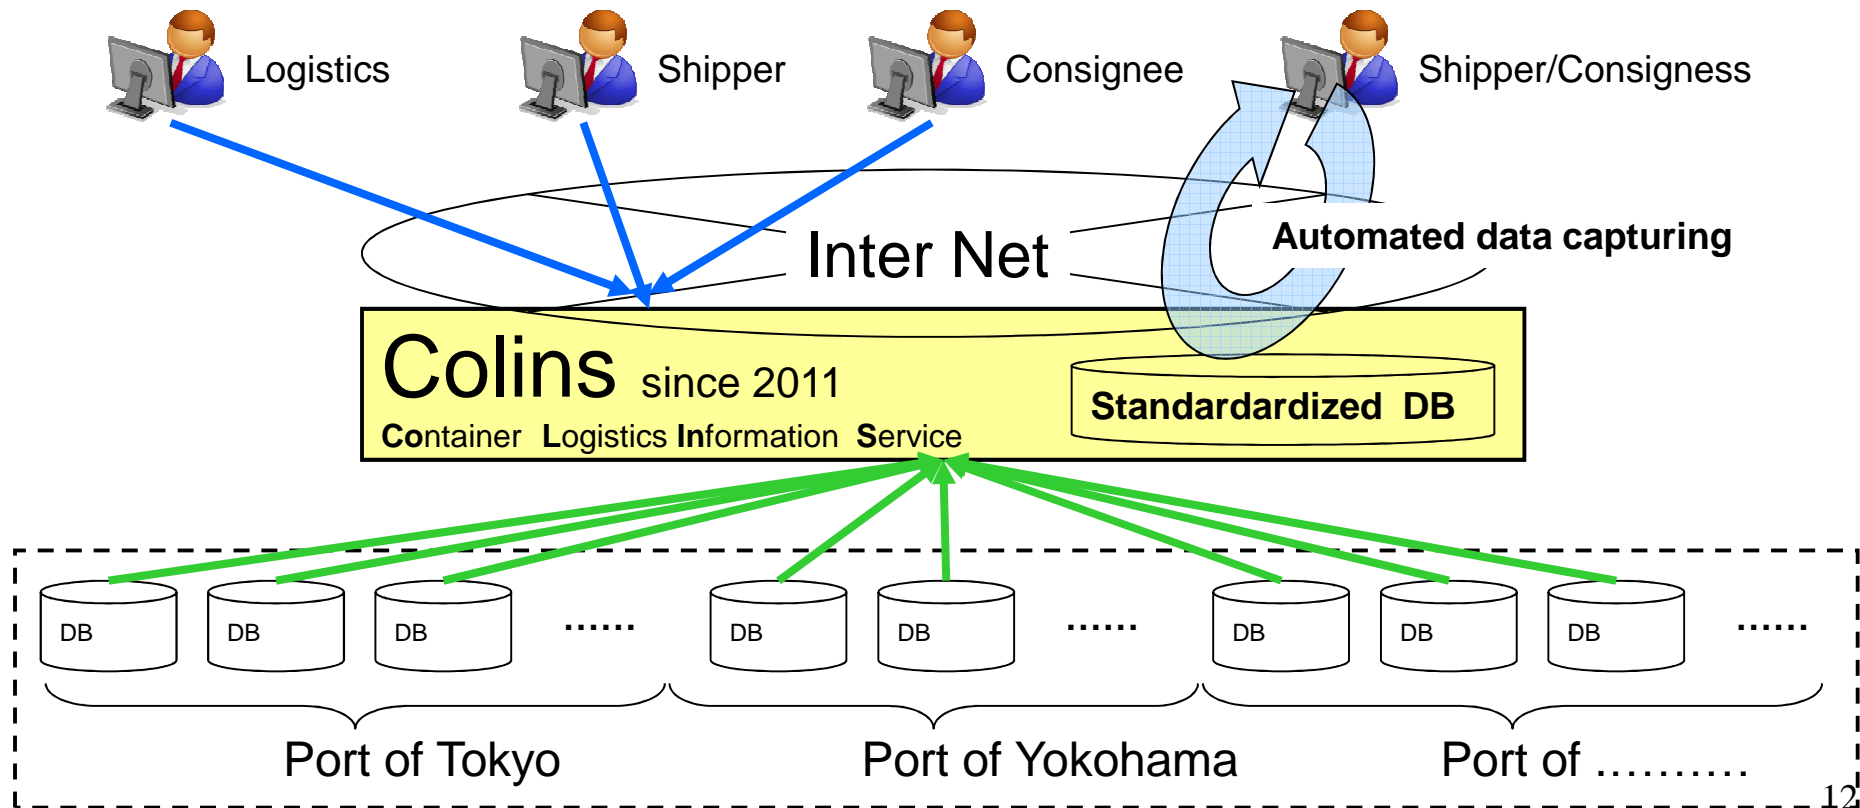 Logistics
Shipper
Consignee
Shipper/Consigness
Inter Net
Automated data capturing
Colins since 2011
Container Logistics Information Service
Standardardized DB
DB
DB
DB
......
DB
DB
......
DB
DB
DB
......
Port of Tokyo
Port of Yokohama
Port of ..........
12